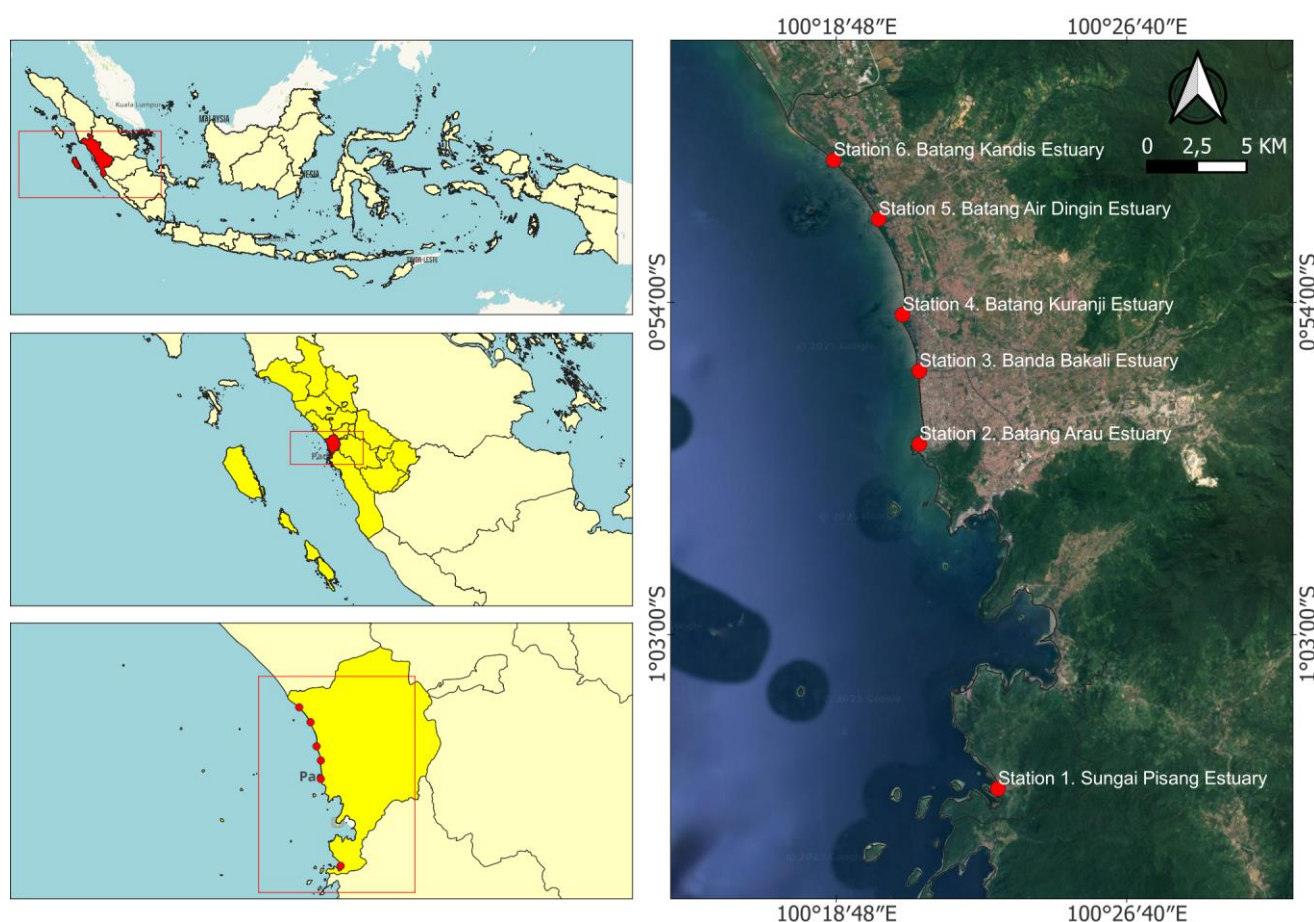 Kuala Lumpur
MALAYSIA
NESIA
TIMOR-LESTE
Pad
Pa
100°18′48″E
100°26′40″E
0
2,5
5 KM
Station 6. Batang Kandis Estuary
Station 5. Batang Air Dingin Estuary
0°54′00″S
0°54′00″S
Station 4. Batang Kuranji Estuary
Station 3. Banda Bakali Estuary
Station 2. Batang Arau Estuary
1°03′00″S
1°03′00″S
Station 1. Sungai Pisang Estuary
100°18′48″E
100°26′40″E